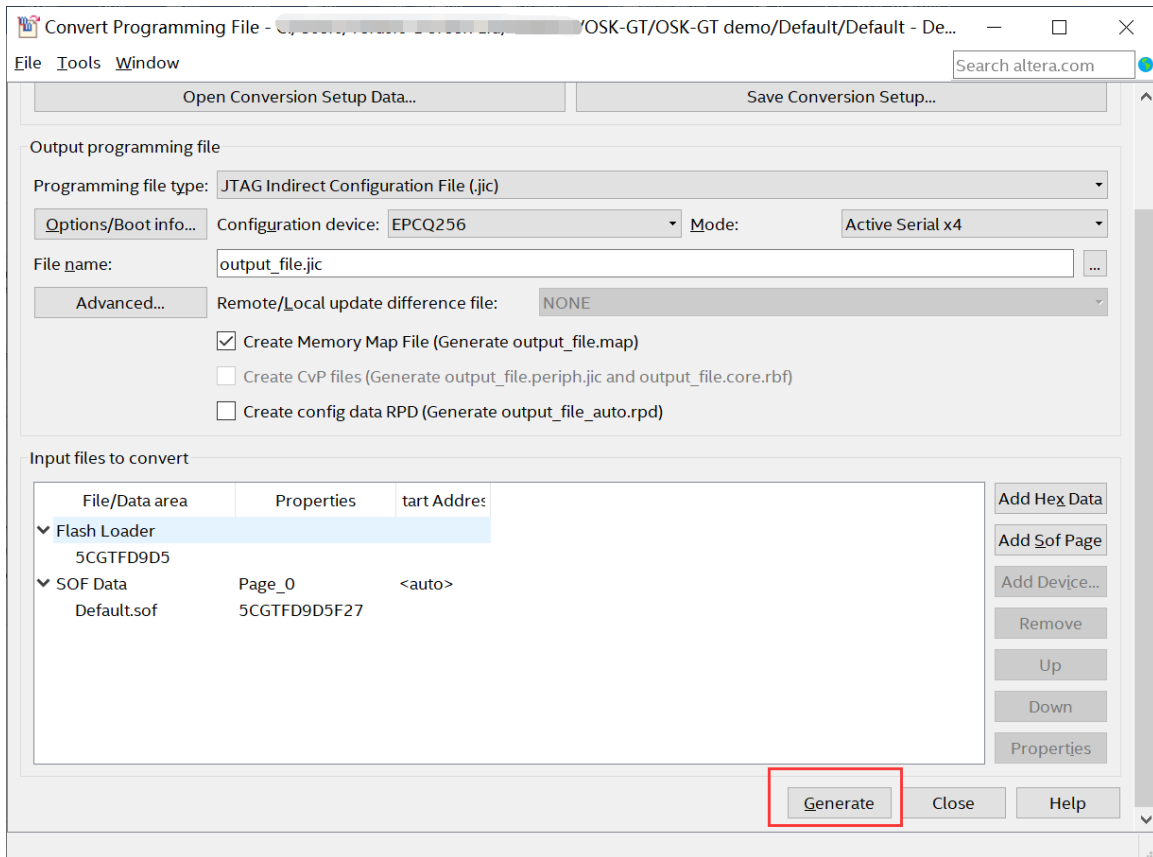 Convert Programming File - /OSK-GT/OSK-GT demo/Default/Default - De...
File Tools Window
Search altera.com
Open Conversion Setup Data... Save Conversion Setup...
Output programming file
Programming file type: JTAG Indirect Configuration File (.jic)
Options/Boot info... Configuration device: EPCQ256 Mode: Active Serial x4
File name: output_file.jic ...
Advanced... Remote/Local update difference file: NONE
Create Memory Map File (Generate output_file.map)
Create CvP files (Generate output_file.periph.jic and output_file.core.rbf)
Create config data RPD (Generate output_file_auto.rpd)
Input files to convert
File/Data area Properties tart Addres
Add Hex Data
Flash Loader
Add Sof Page
5CGTFD9D5
SOF Data Page_0 <auto>
Add Device...
Default.sof 5CGTFD9D5F27
Remove
Up
Down
Properties
Generate Close Help